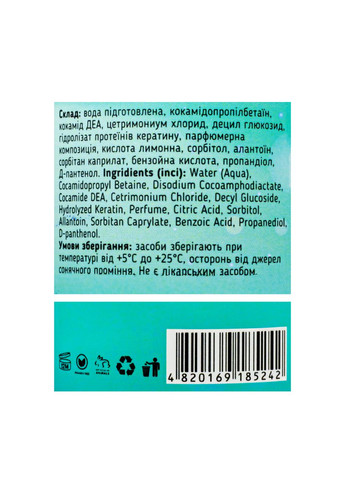 Склад: вода підготовлена, кокамідопропілбетаїн,
кокамід ДЕА, цетримониум хлорид, децил глюкозид,
гідролізат протеїнів кератину, парфюмерна
композиція, кислота лимонна, сорбітол, алантоїн,
сорбітан каприлат, бензойна кислота, пропандіол,
Д-пантенол. Ingridients (inci): Water (Aqua),
Cocamidopropyl Betaine, Disodium Cocoamphodiactate,
Cocamide DEA, Cetrimonium Chloride, Decyl Glucoside,
Hydrolyzed Keratin, Perfume, Citric Acid, Sorbitol,
Allantoin, Sorbitan Caprylate, Benzoic Acid, Propanediol,
D-panthenol.
Умови зберігання: засоби зберігають при
температурі від +5°С до +25°С, осторонь від джерел
сонячного проміння. Не є лікарським засобом.
4 820169 185242